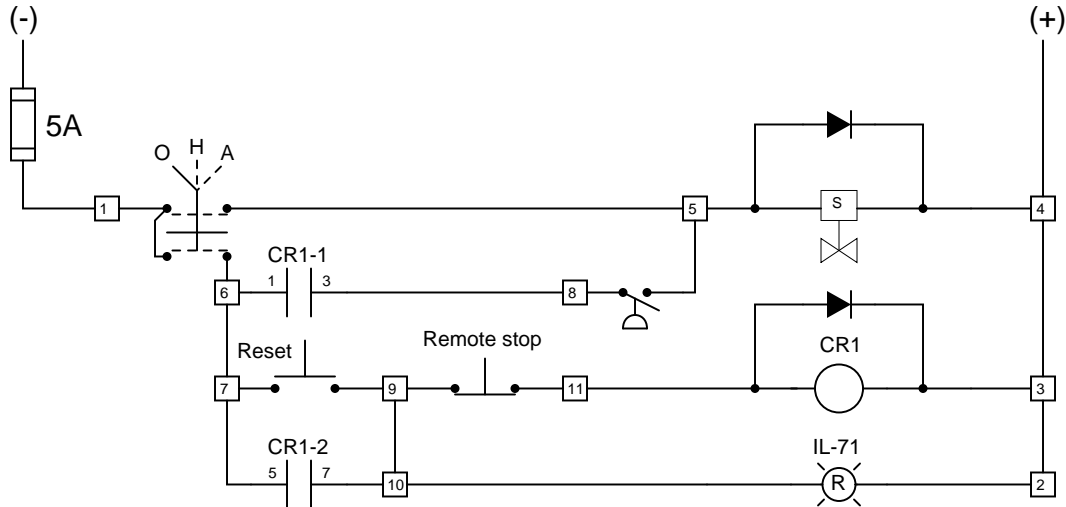 (-) (+)
5A
O H A
1 5 S 4
CR1-1
6 1 3 8
Reset Remote stop CR1
7 9 11 3
CR1-2 IL-71
5 7 10 R 2